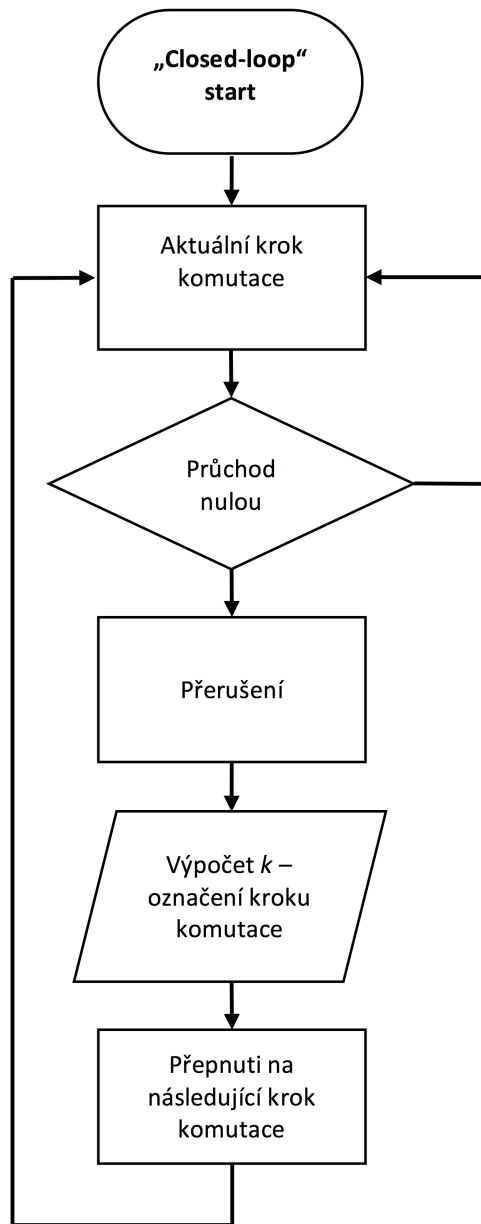 „Closed-loop“
start
Aktuální krok
komutace
Průchod
nulou
Přerušení
Výpočet k –
označení kroku
komutace
Přepnuti na
následující krok
komutace